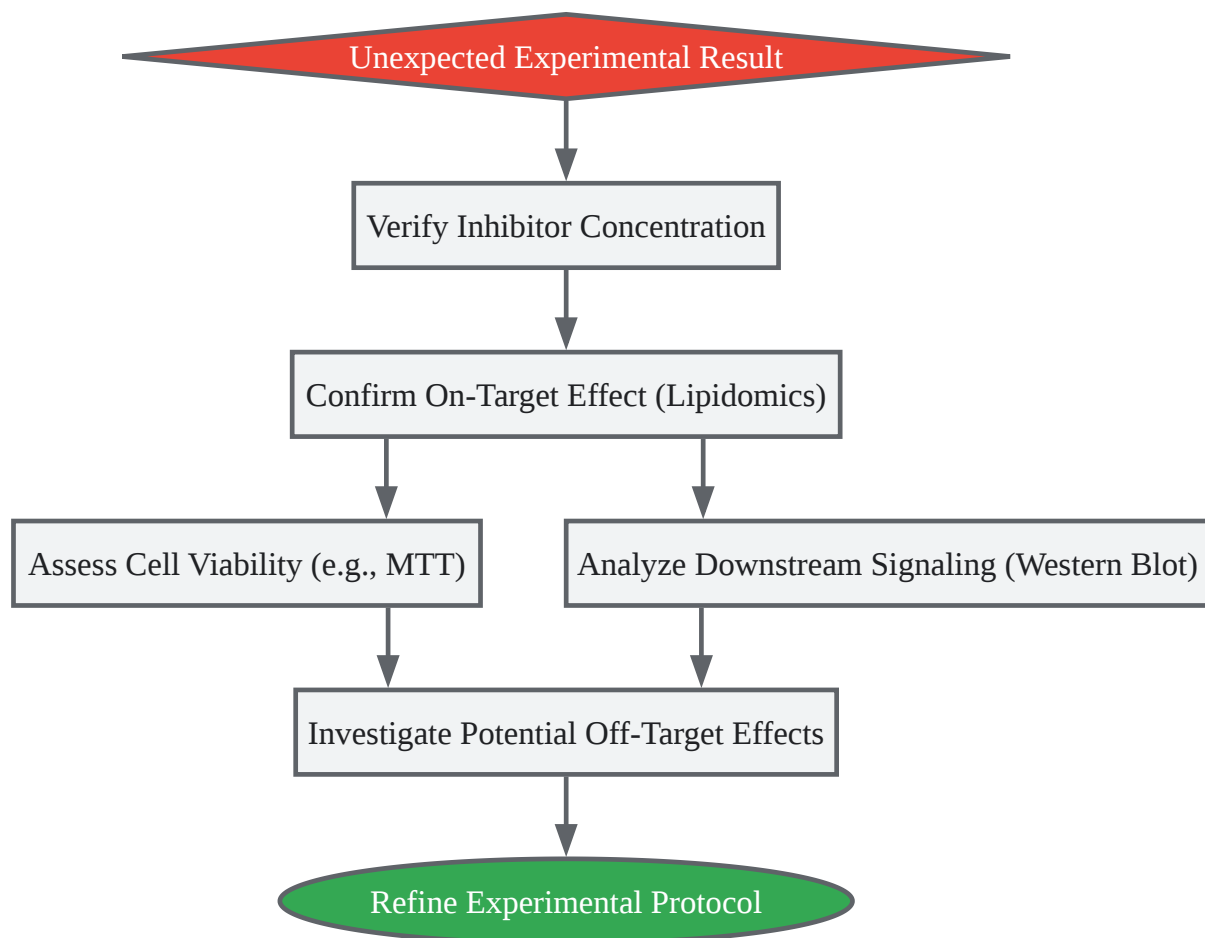 Unexpected Experimental Result
Verify Inhibitor Concentration
Confirm On-Target Effect (Lipidomics)
Assess Cell Viability (e.g., MTT)
Analyze Downstream Signaling (Western Blot)
Investigate Potential Off-Target Effects
Refine Experimental Protocol